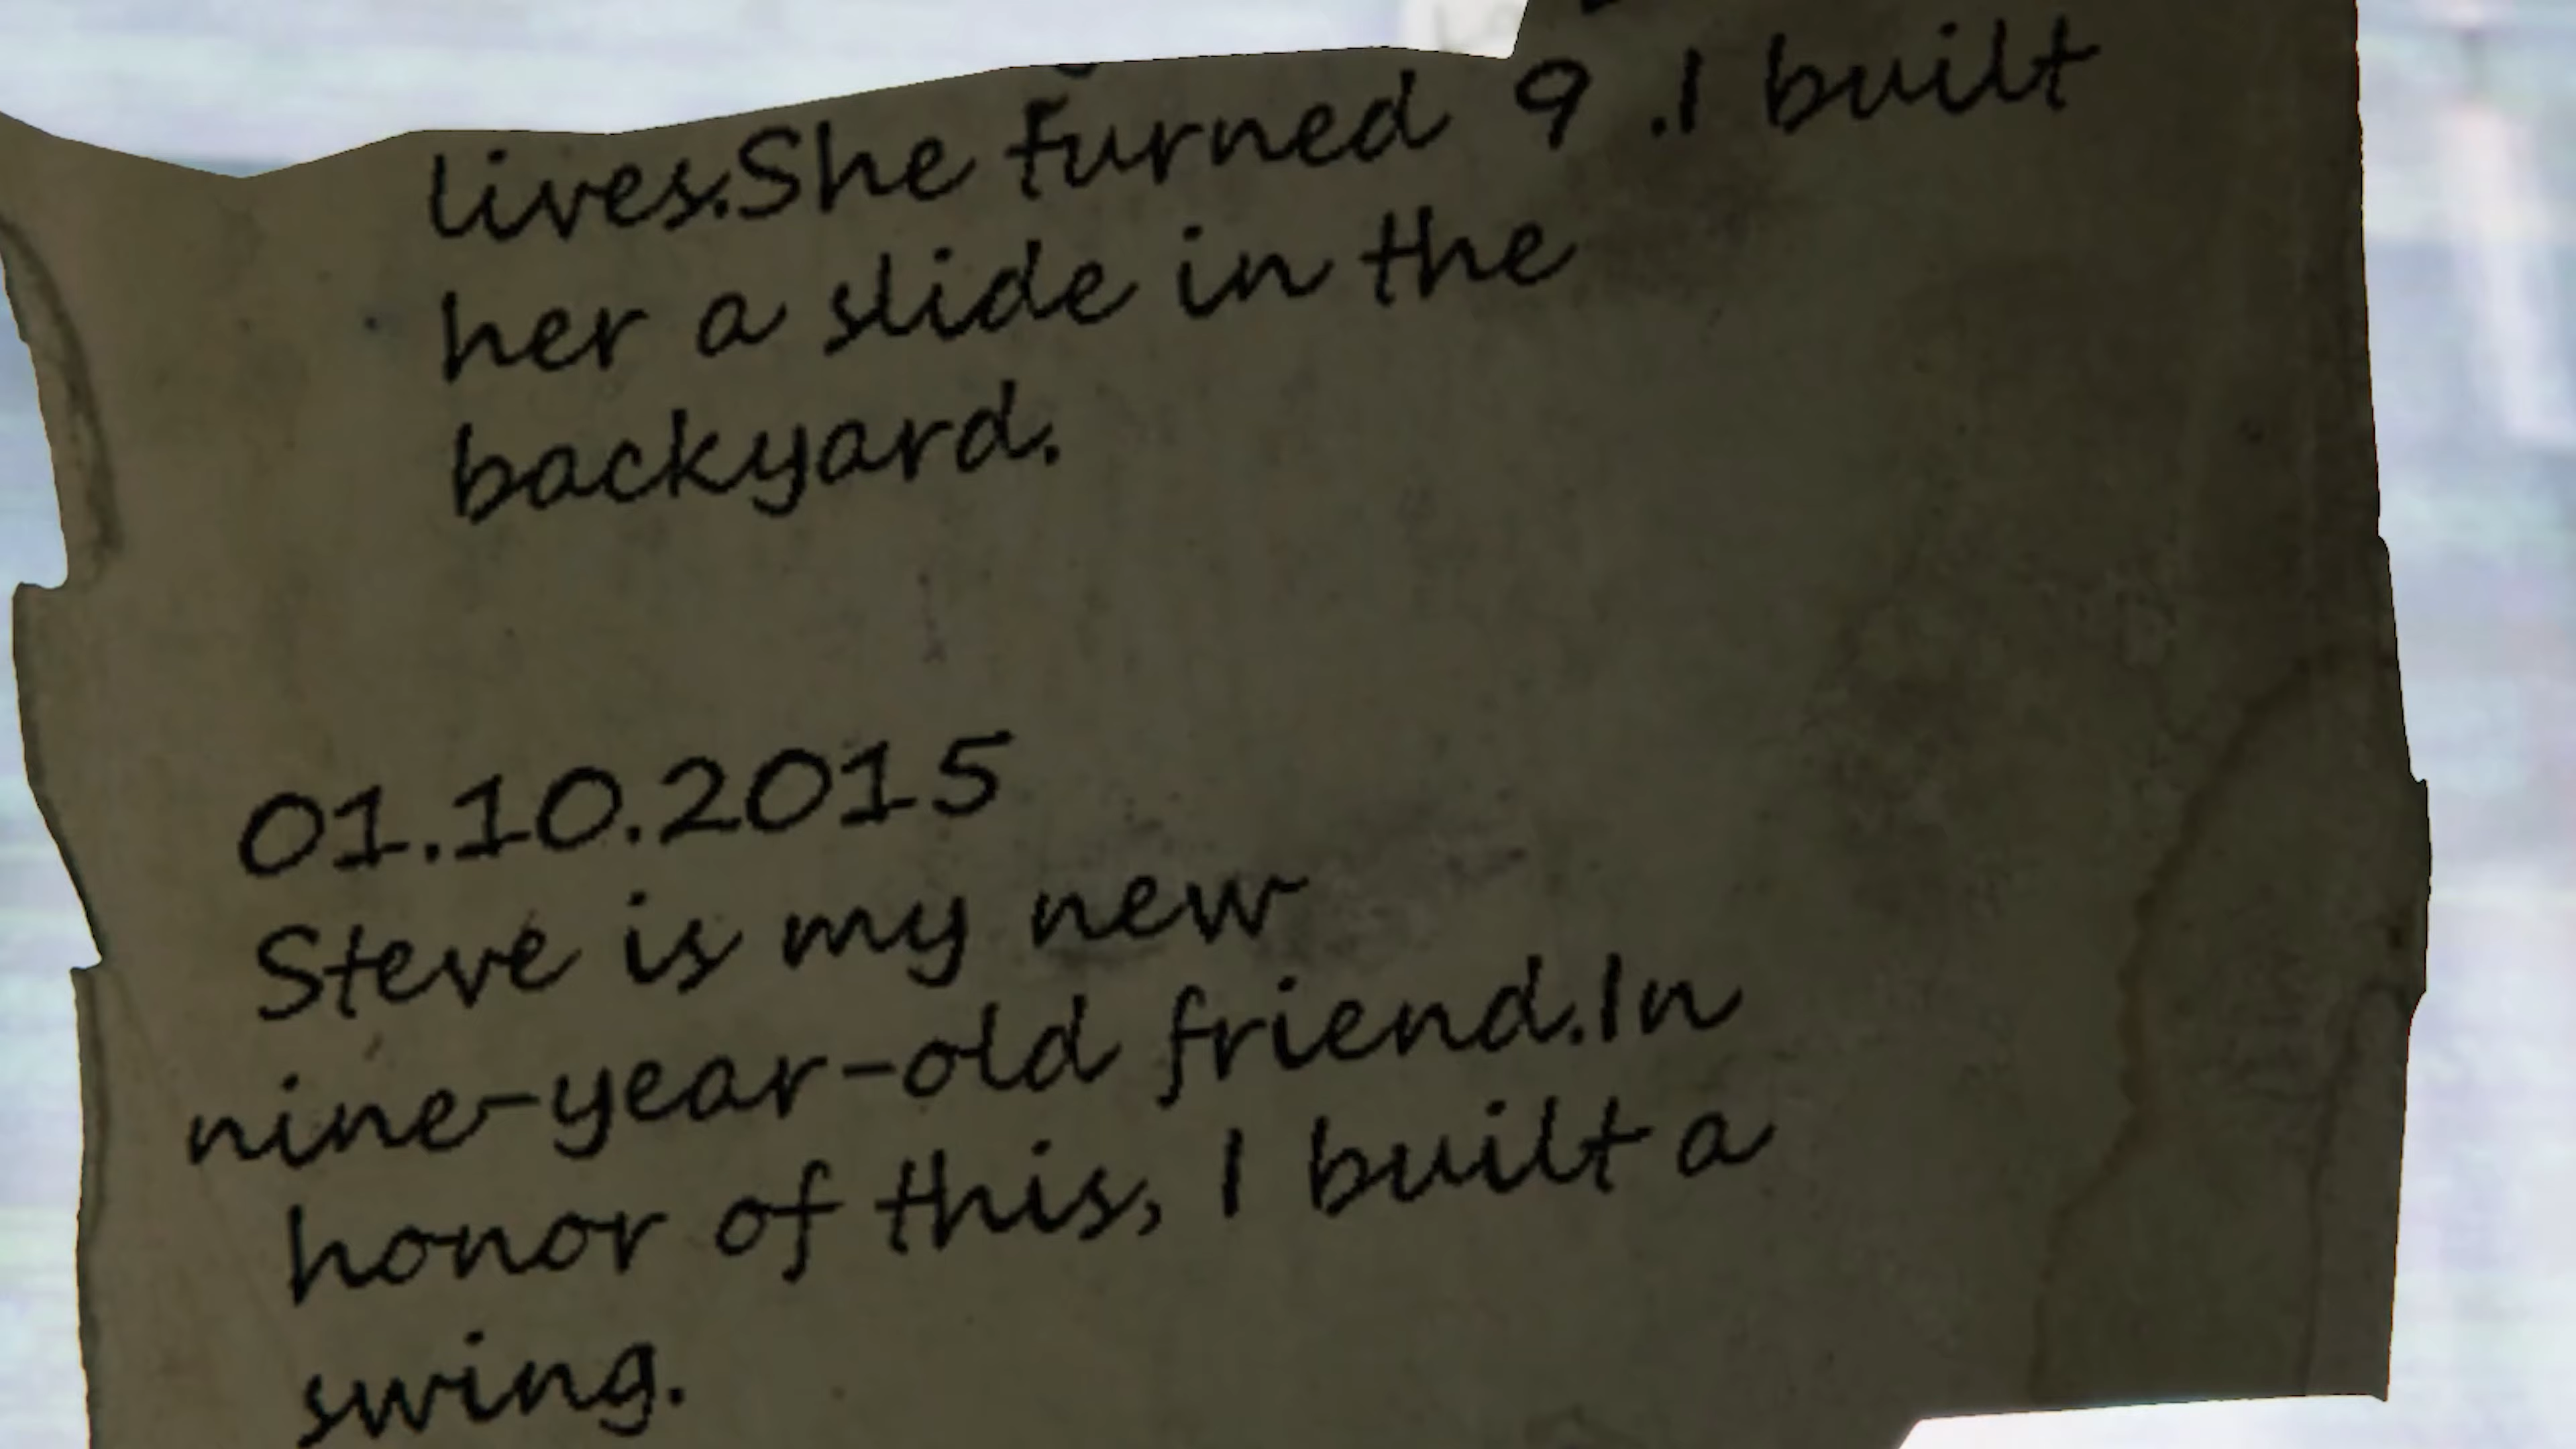 lives.She turned 9 .I built
her a slide in the
backyard.
01.10.2015
Steve is my new
nine-year-old friend.In
honor of this, I built a
swing.